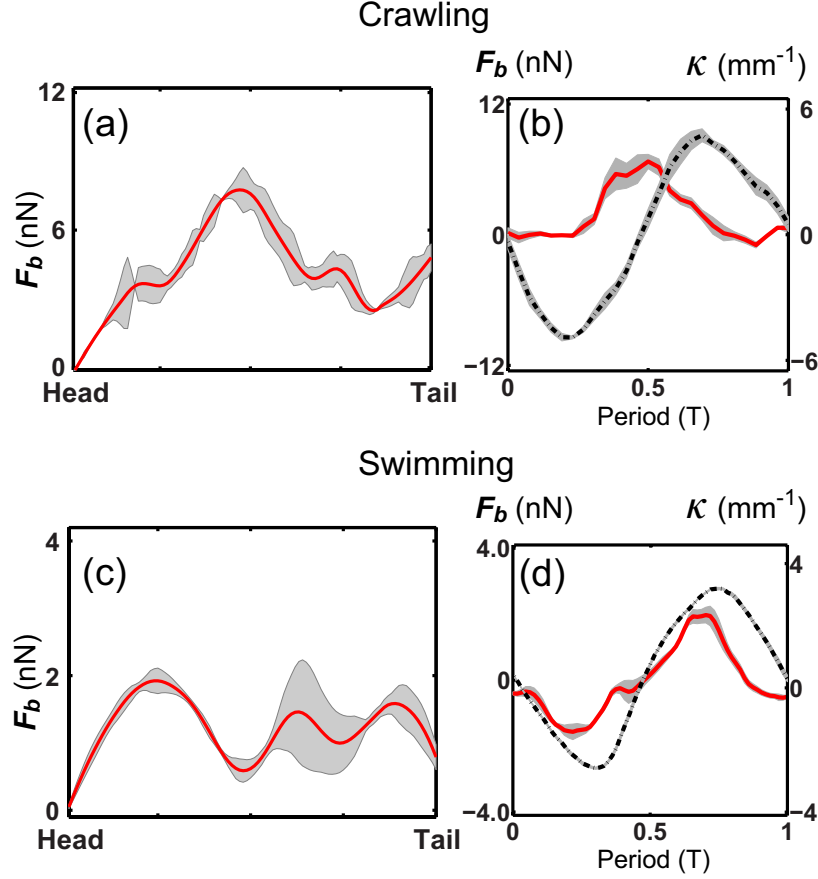 Crawling
F_b (nN) κ (mm⁻¹)
12
(a)
6
F_b (nN)
0
Head Tail
12 6
(b)
0 0
−12 −6
0 0.5 1
Period (T)
Swimming
F_b (nN) κ (mm⁻¹)
4
(c)
2
F_b (nN)
0
Head Tail
4.0 4
(d)
0 0
−4.0 −4
0 0.5 1
Period (T)